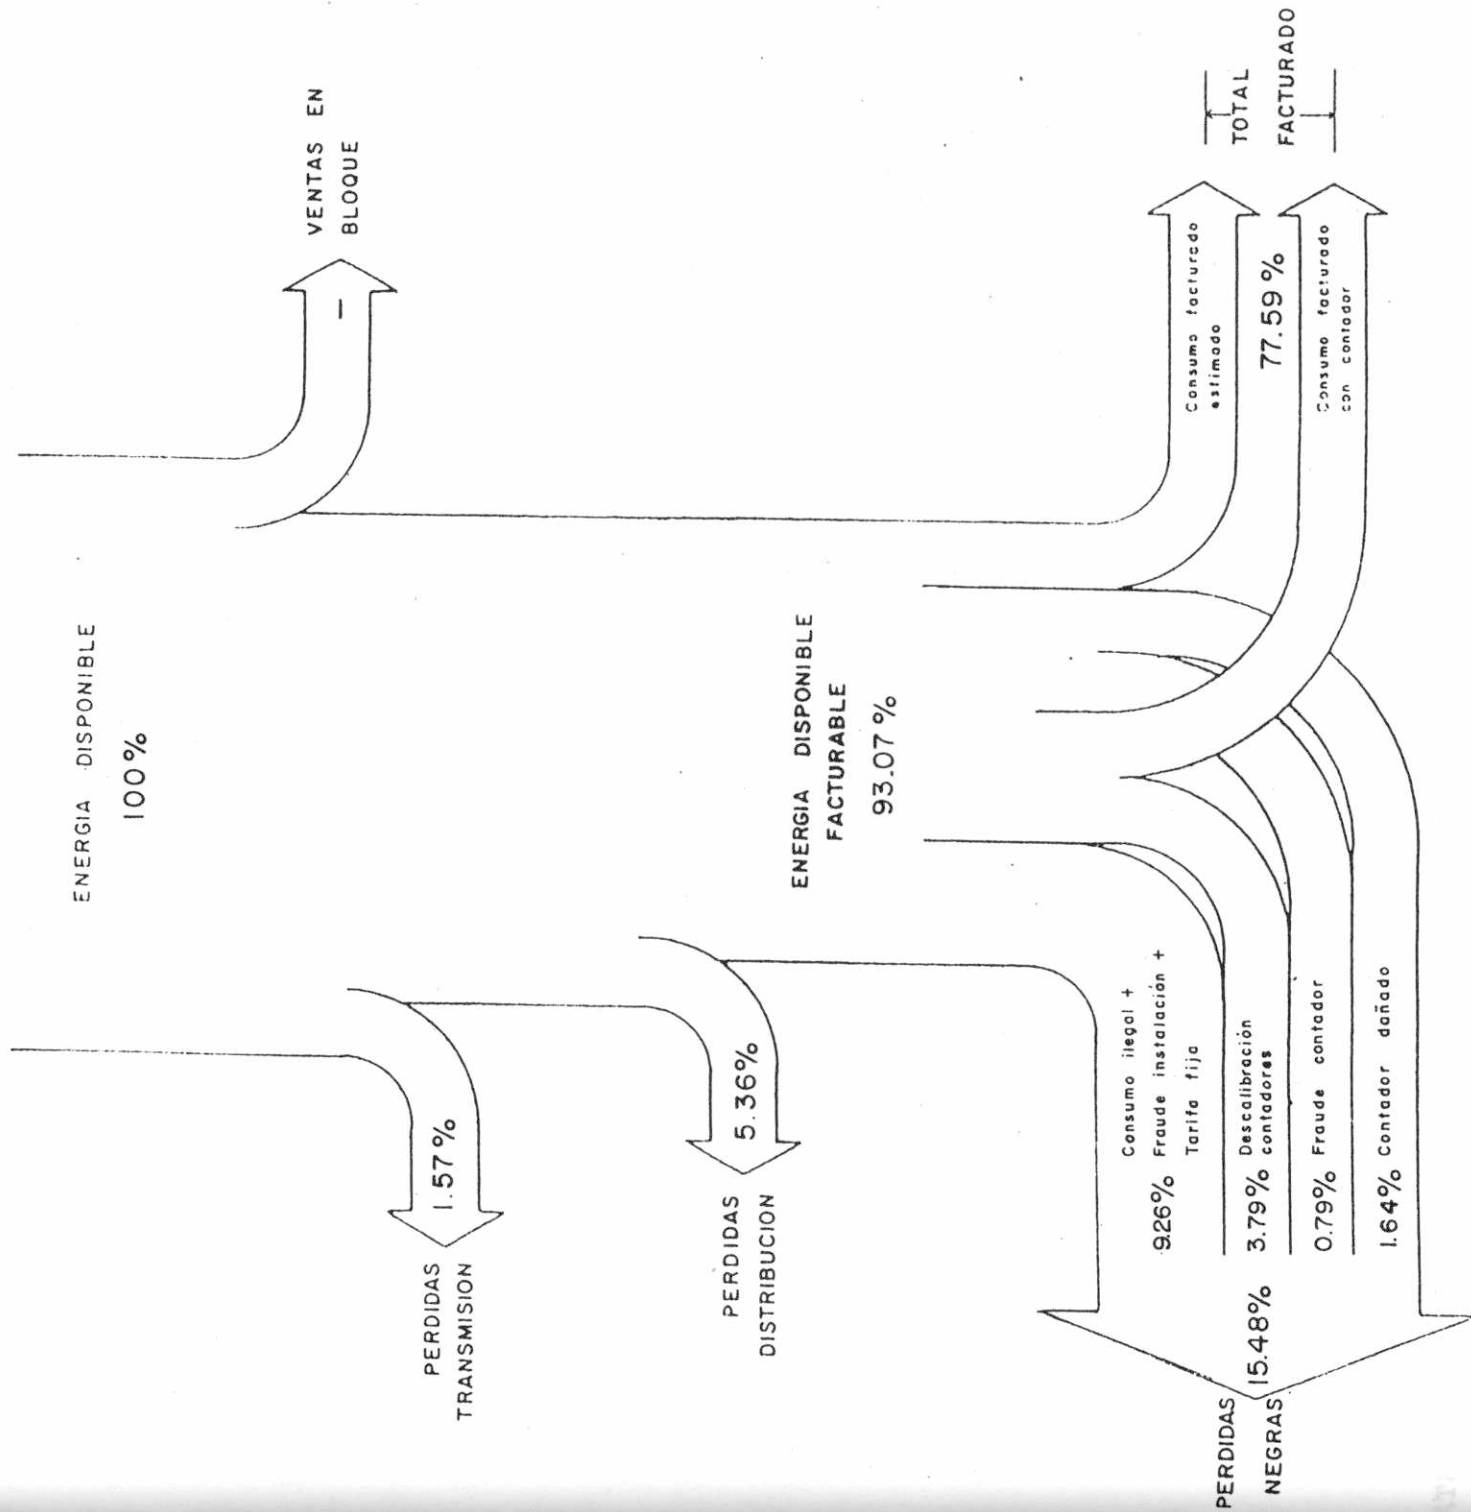 ENERGIA DISPONIBLE
100%
VENTAS EN
BLOQUE
–
1.57%
PERDIDAS
TRANSMISION
5.36%
PERDIDAS
DISTRIBUCION
ENERGIA DISPONIBLE
FACTURABLE
93.07%
Consumo ilegal +
9.26% Fraude instalación +
Tarifa fija
3.79% Descalibración
contadores
0.79% Fraude contador
1.64% Contador dañado
PERDIDAS
15.48%
NEGRAS
Consumo facturado
estimado
77.59%
Consumo facturado
con contador
TOTAL
FACTURADO